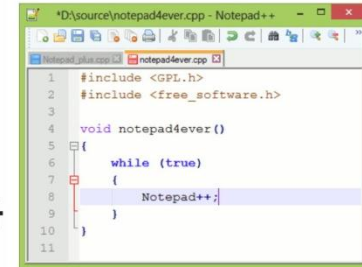 *D:\source\notepad4ever.cpp - Notepad++
Notepad_plus.cpp notepad4ever.cpp
1 #include <GPL.h>
2 #include <free_software.h>
3
4 void notepad4ever()
5 {
6 while (true)
7 {
8 Notepad++;
9 }
10 }
11